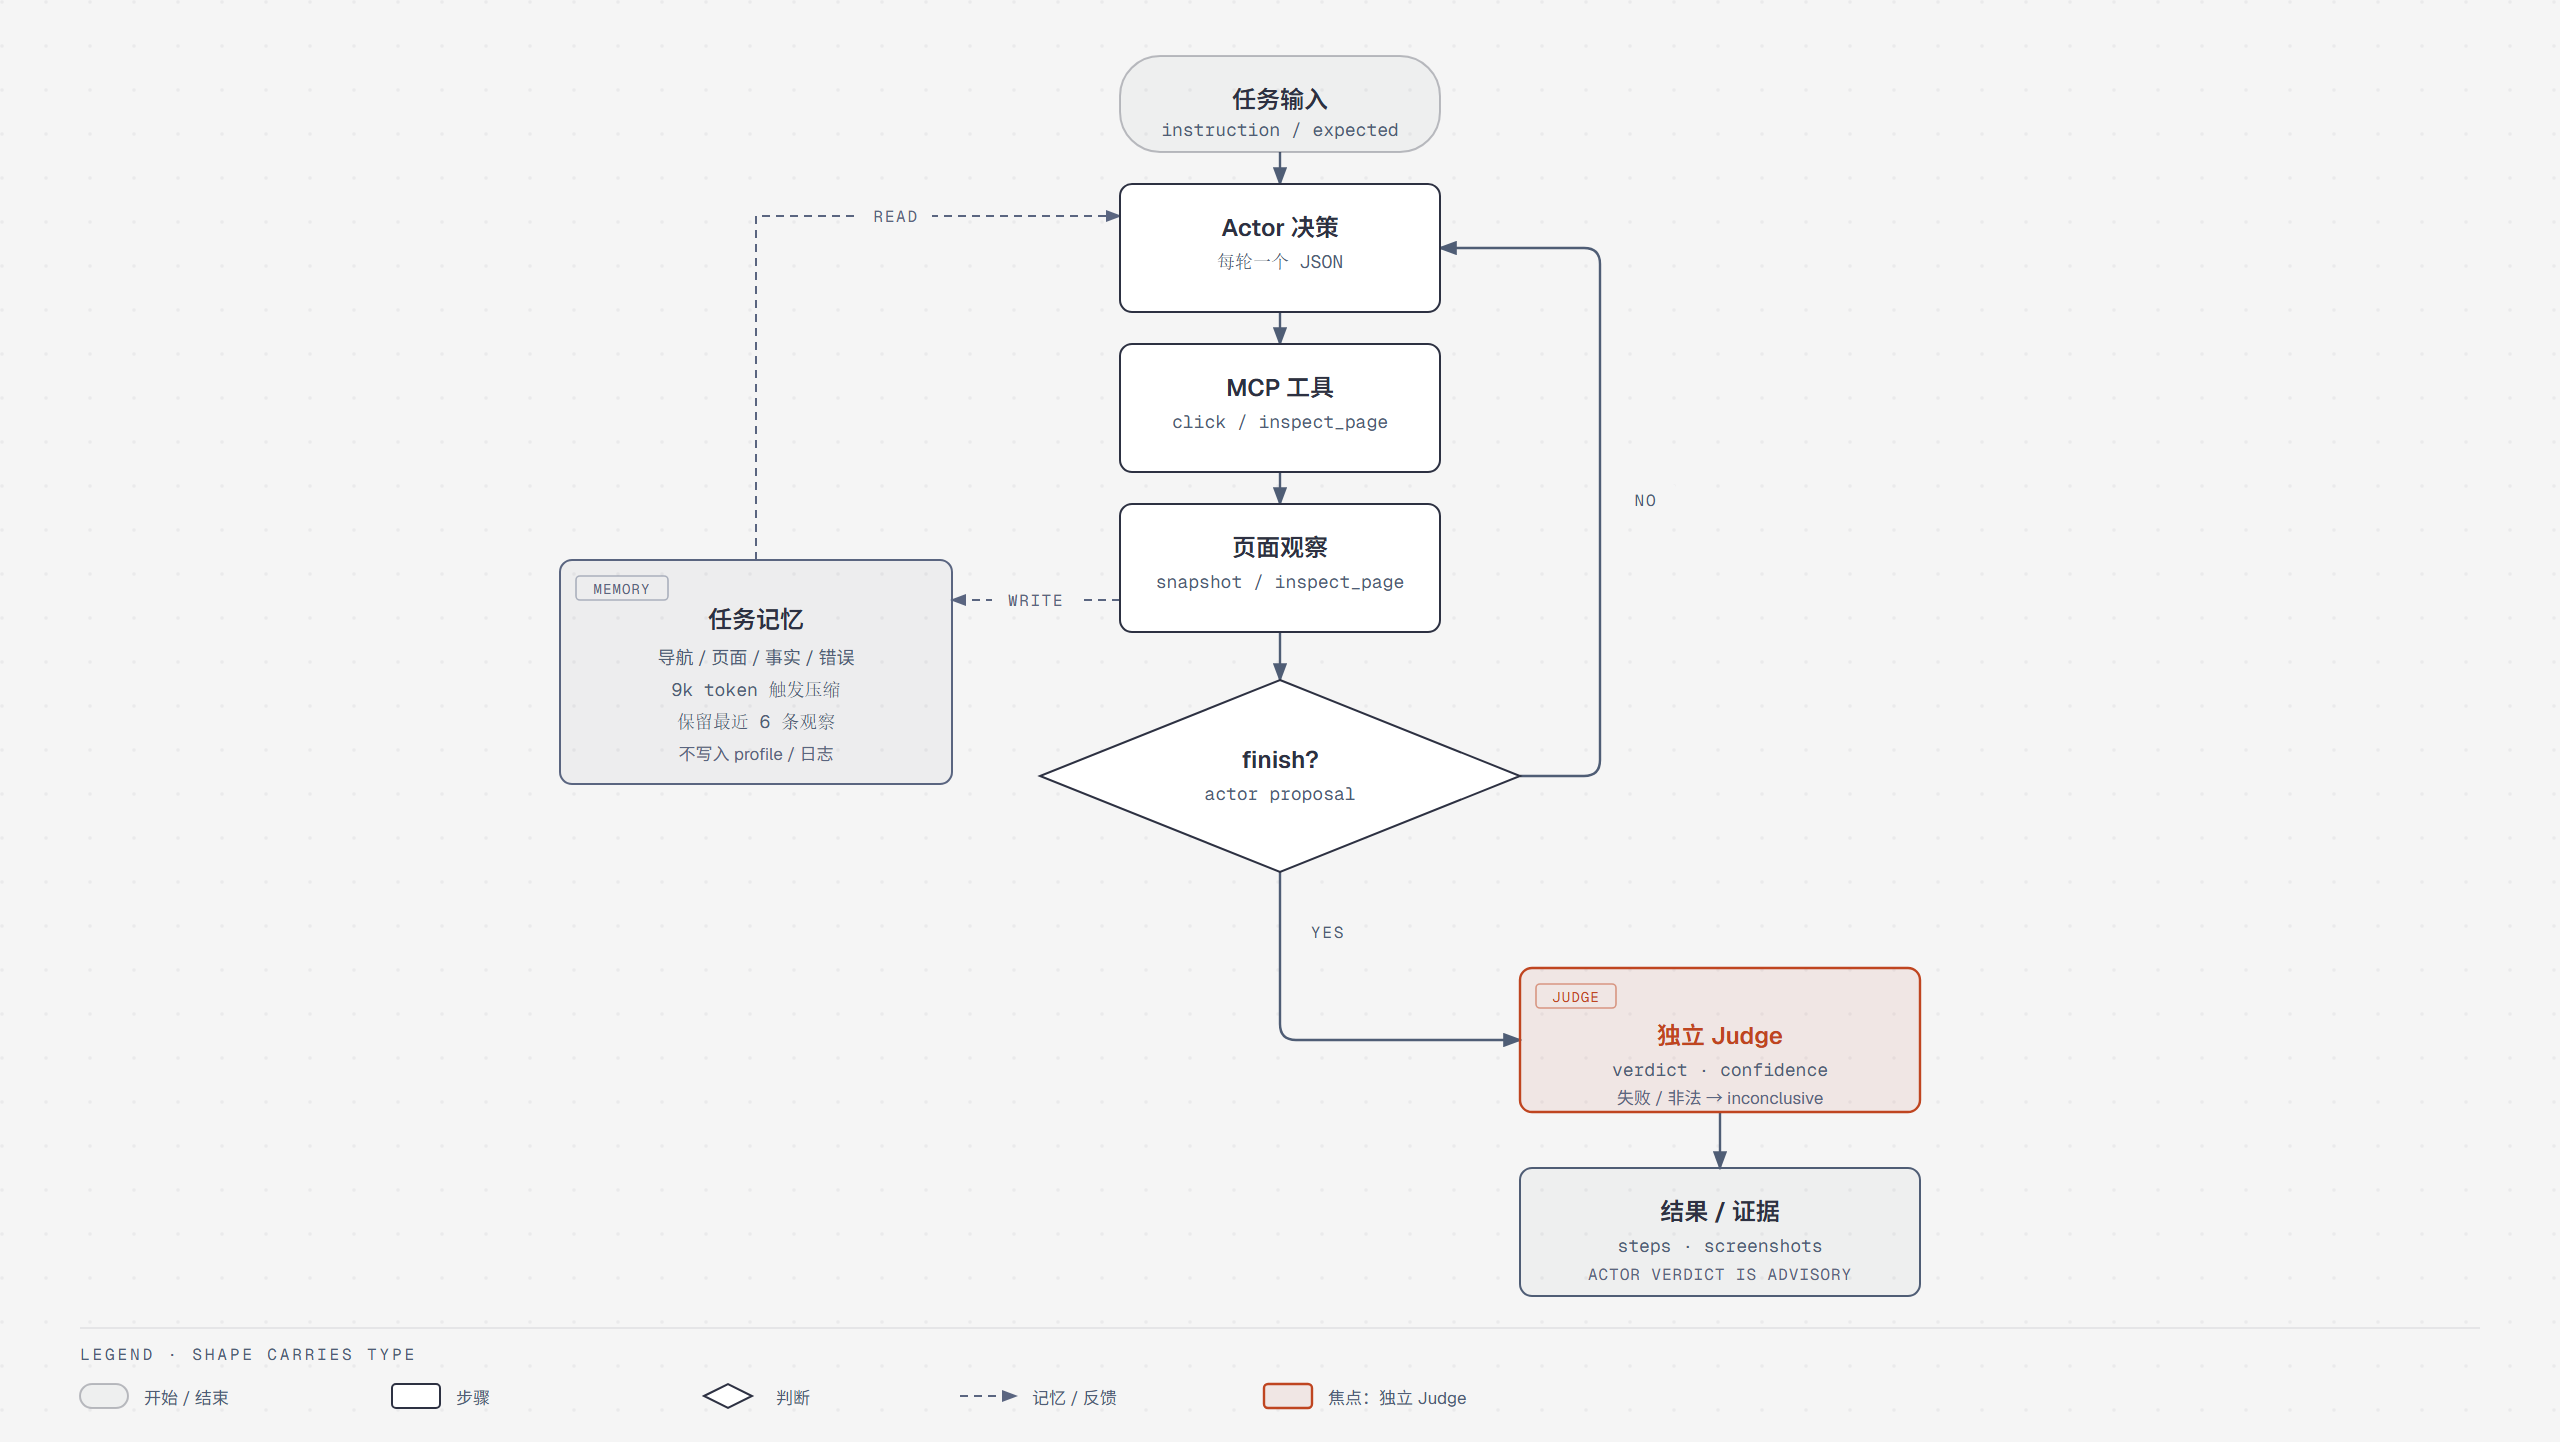 任务输入
instruction / expected
READ
Actor 决策
每轮一个 JSON
MCP 工具
click / inspect_page
NO
页面观察
snapshot / inspect_page
WRITE
MEMORY
任务记忆
导航 / 页面 / 事实 / 错误
9k token 触发压缩
保留最近 6 条观察
不写入 profile / 日志
finish?
actor proposal
YES
JUDGE
独立 Judge
verdict · confidence
失败 / 非法 → inconclusive
结果 / 证据
steps · screenshots
ACTOR VERDICT IS ADVISORY
LEGEND · SHAPE CARRIES TYPE
开始 / 结束
步骤
判断
记忆 / 反馈
焦点：独立 Judge